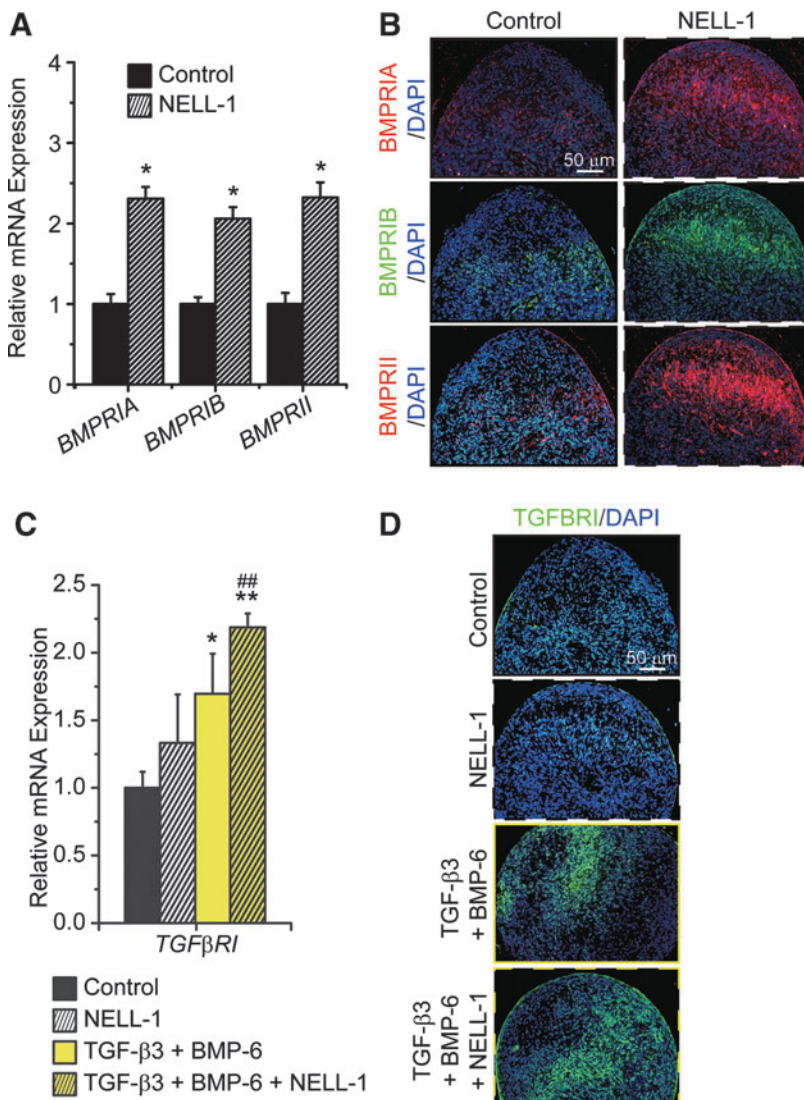 A
Relative mRNA Expression
4
3
2
1
0
Control
NELL-1
*
*
*
BMPRIA
BMPRIB
BMPRII
B
Control
NELL-1
BMPRIA
/DAPI
50 μm
BMPRIB
/DAPI
BMPRII
/DAPI
C
Relative mRNA Expression
2.5
2.0
1.5
1.0
0.5
0.0
*
##
**
TGFβRI
Control
NELL-1
TGF-β3 + BMP-6
TGF-β3 + BMP-6 + NELL-1
D
TGFBRI/DAPI
Control
50 μm
NELL-1
TGF-β3
+ BMP-6
TGF-β3
+ BMP-6
+ NELL-1